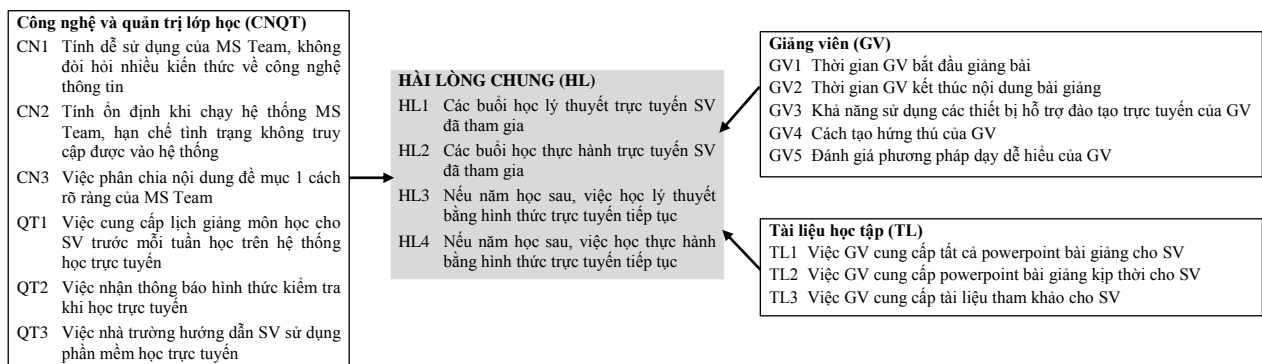 Công nghệ và quản trị lớp học (CNQT)
CN1 Tính dễ sử dụng của MS Team, không
đòi hỏi nhiều kiến thức về công nghệ
thông tin
CN2 Tính ổn định khi chạy hệ thống MS
Team, hạn chế tình trạng không truy
cập được vào hệ thống
CN3 Việc phân chia nội dung đề mục 1 cách
rõ ràng của MS Team
QT1 Việc cung cấp lịch giảng môn học cho
SV trước mỗi tuần học trên hệ thống
học trực tuyến
QT2 Việc nhận thông báo hình thức kiểm tra
khi học trực tuyến
QT3 Việc nhà trường hướng dẫn SV sử dụng
phần mềm học trực tuyến
HÀI LÒNG CHUNG (HL)
HL1 Các buổi học lý thuyết trực tuyến SV
đã tham gia
HL2 Các buổi học thực hành trực tuyến SV
đã tham gia
HL3 Nếu năm học sau, việc học lý thuyết
bằng hình thức trực tuyến tiếp tục
HL4 Nếu năm học sau, việc học thực hành
bằng hình thức trực tuyến tiếp tục
Giảng viên (GV)
GV1 Thời gian GV bắt đầu giảng bài
GV2 Thời gian GV kết thúc nội dung bài giảng
GV3 Khả năng sử dụng các thiết bị hỗ trợ đào tạo trực tuyến của GV
GV4 Cách tạo hứng thú của GV
GV5 Đánh giá phương pháp dạy dễ hiểu của GV
Tài liệu học tập (TL)
TL1 Việc GV cung cấp tất cả powerpoint bài giảng cho SV
TL2 Việc GV cung cấp powerpoint bài giảng kịp thời cho SV
TL3 Việc GV cung cấp tài liệu tham khảo cho SV